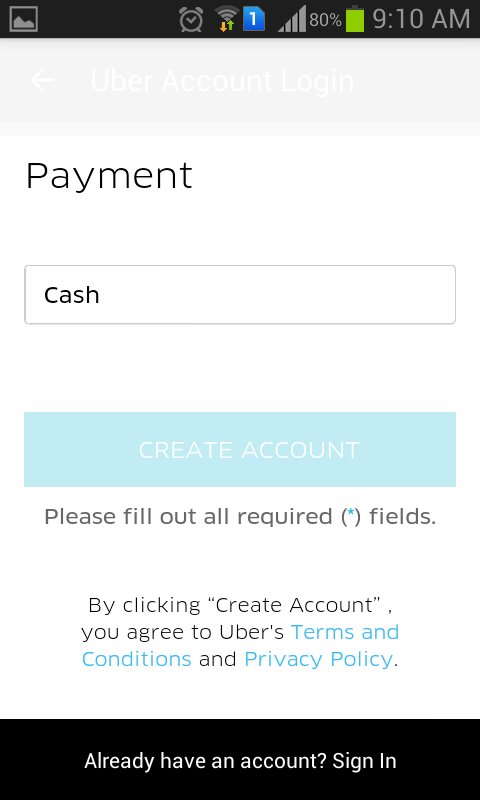 1 80% 9:10 AM
Uber Account Login
Payment
Cash
CREATE ACCOUNT
Please fill out all required (*) fields.
By clicking “Create Account” ,
you agree to Uber's Terms and
Conditions and Privacy Policy.
Already have an account? Sign In